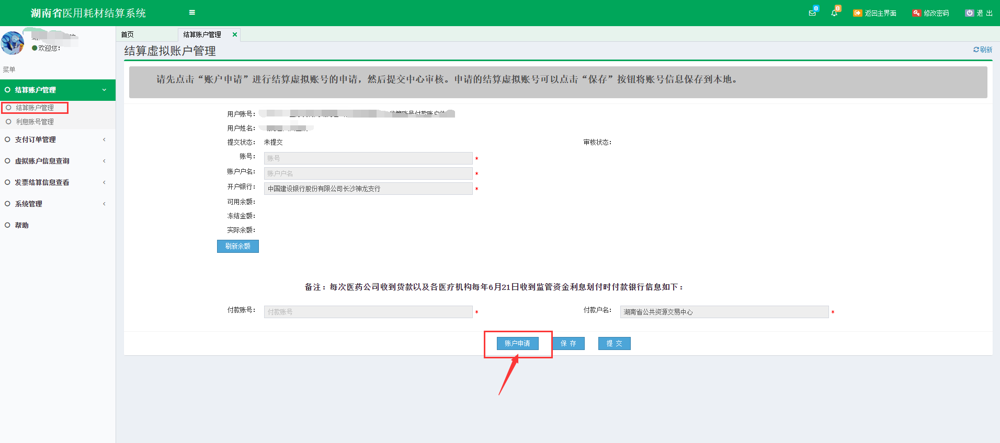 湖南省医用耗材结算系统
0
0
返回主界面
修改密码
退 出
欢迎您:
菜单
结算账户管理
结算账户管理
利息账号管理
支付订单管理
虚拟账户信息查询
发票结算信息查看
系统管理
帮助
首页
结算账户管理
结算虚拟账户管理
刷新
请先点击“账户申请”进行结算虚拟账号的申请，然后提交中心审核。申请的结算虚拟账号可以点击“保存”按钮将账号信息保存到本地。
用户账号:
用户姓名:
提交状态: 未提交
审核状态:
账号: 账号 *
账户户名: 账户户名 *
开户银行: 中国建设银行股份有限公司长沙神龙支行 *
可用余额:
冻结金额:
实际余额:
刷新余额
备注：每次医药公司收到货款以及各医疗机构每年6月21日收到监管资金利息划付时付款银行信息如下：
付款账号: 付款账号 *
付款户名: 湖南省公共资源交易中心 *
账户申请
保 存
提 交